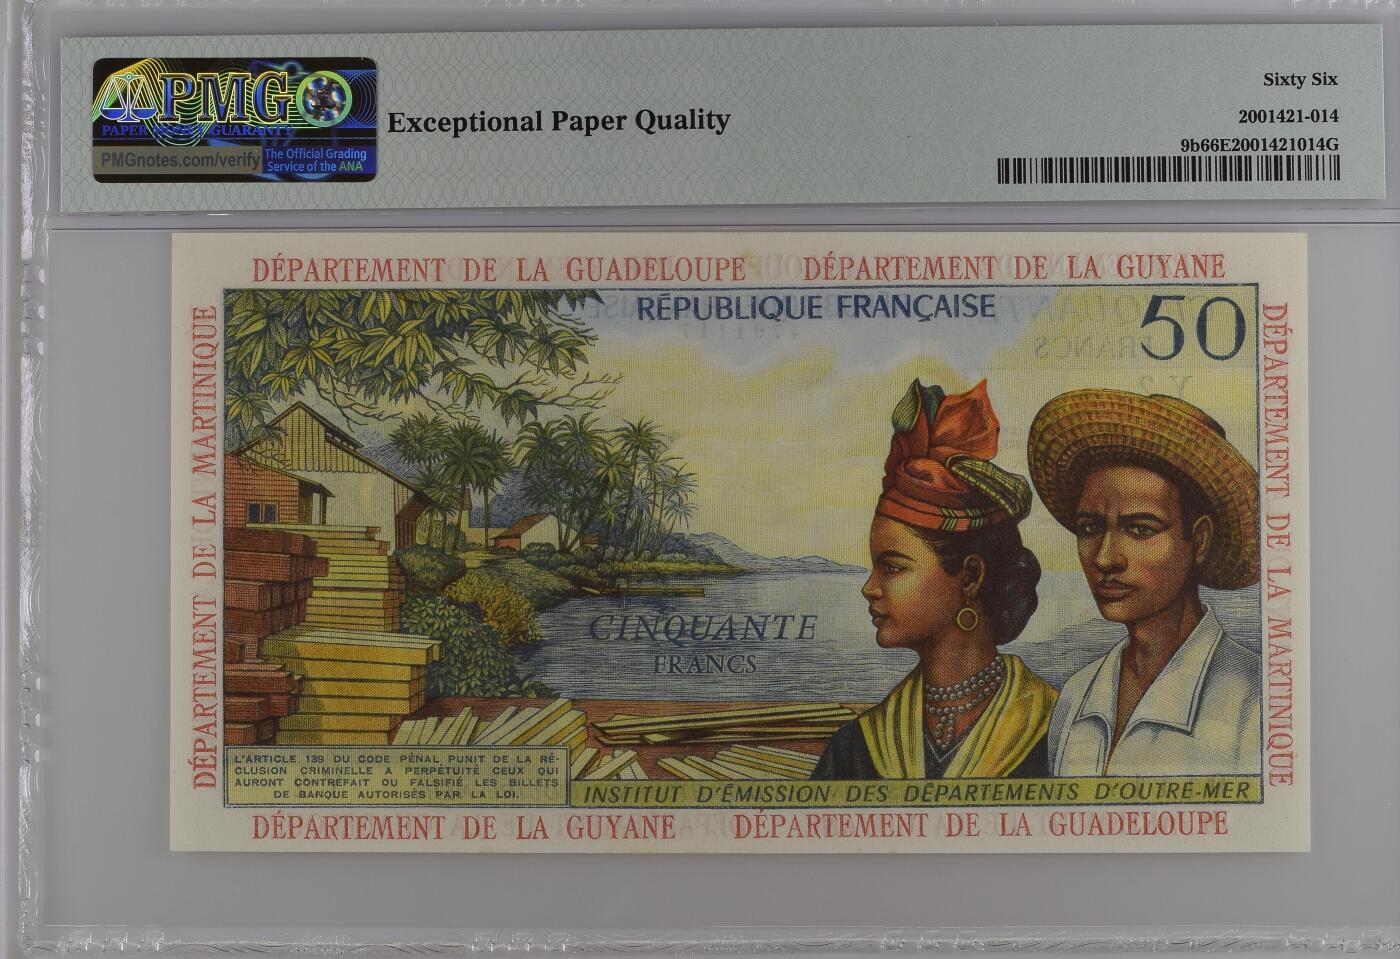 PMG
PAPER MONEY GUARANTY
PMGnotes.com/verify
The Official Grading
Service of the ANA
Exceptional Paper Quality
Sixty Six
2001421-014
9b66E2001421014G
DÉPARTEMENT DE LA GUADELOUPE DÉPARTEMENT DE LA GUYANE
DÉPARTEMENT DE LA MARTINIQUE
RÉPUBLIQUE FRANÇAISE
50
DÉPARTEMENT DE LA MARTINIQUE
CINQUANTE
FRANCS
L'ARTICLE 139 DU CODE PÉNAL PUNIT DE LA RÉ-
CLUSION CRIMINELLE A PERPÉTUITÉ CEUX QUI
AURONT CONTREFAIT OU FALSIFIÉ LES BILLETS
DE BANQUE AUTORISÉS PAR LA LOI.
INSTITUT D'ÉMISSION DES DÉPARTEMENTS D'OUTRE-MER
DÉPARTEMENT DE LA GUYANE DÉPARTEMENT DE LA GUADELOUPE